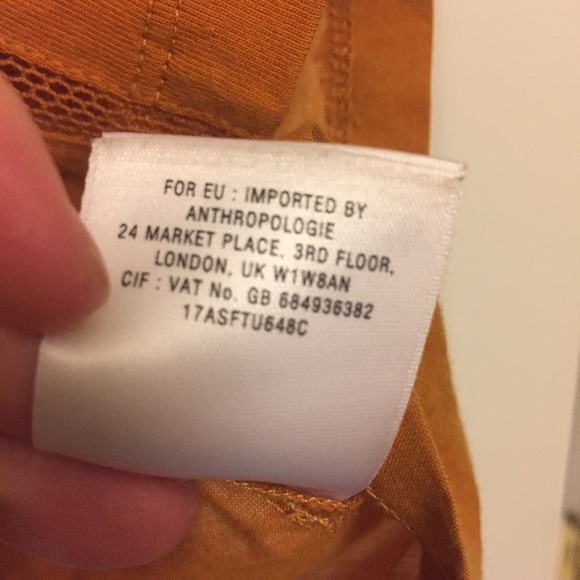 FOR EU : IMPORTED BY
ANTHROPOLOGIE
24 MARKET PLACE, 3RD FLOOR,
LONDON, UK W1W8AN
CIF : VAT No. GB 684936382
17ASFTU648C